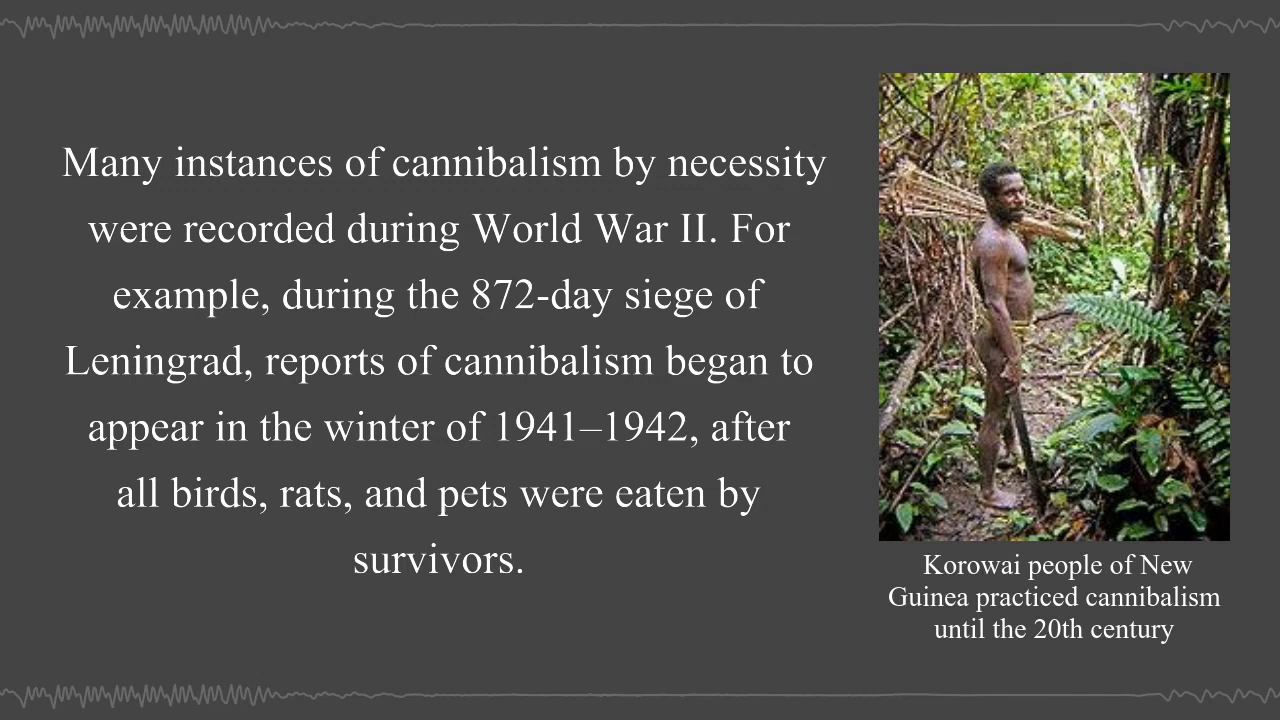 Many instances of cannibalism by necessity
were recorded during World War II. For
example, during the 872-day siege of
Leningrad, reports of cannibalism began to
appear in the winter of 1941–1942, after
all birds, rats, and pets were eaten by
survivors.
Korowai people of New
Guinea practiced cannibalism
until the 20th century